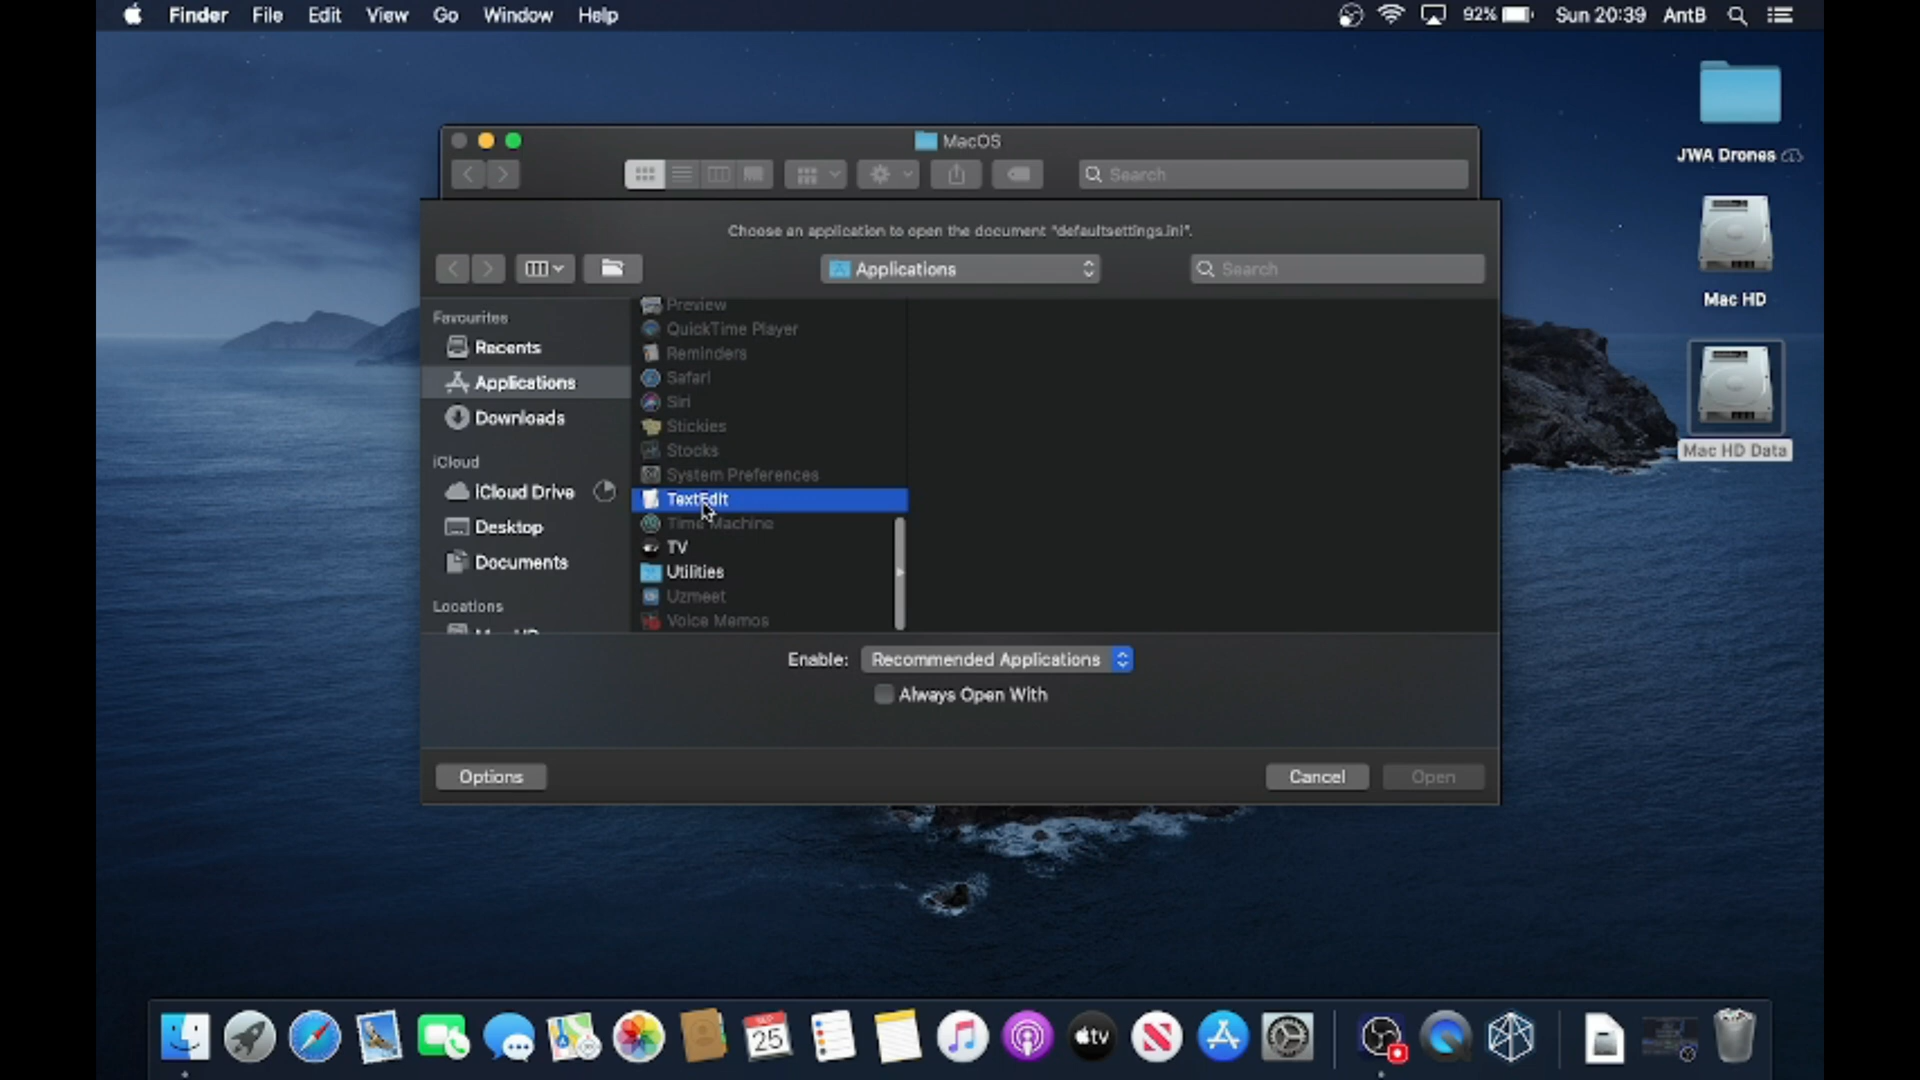 Finder File Edit View Go Window Help
92% Sun 20:39 AntB
JWA Drones
Mac HD
Mac HD Data
MacOS
Search
Choose an application to open the document "defaultsettings.ini".
Applications
Search
Favourites
Recents
Applications
Downloads
iCloud
iCloud Drive
Desktop
Documents
Locations
Preview
QuickTime Player
Reminders
Safari
Siri
Stickies
Stocks
System Preferences
TextEdit
Time Machine
TV
Utilities
Uzmeet
Voice Memos
Enable: Recommended Applications
Always Open With
Options
Cancel
Open
SEP
25
tv